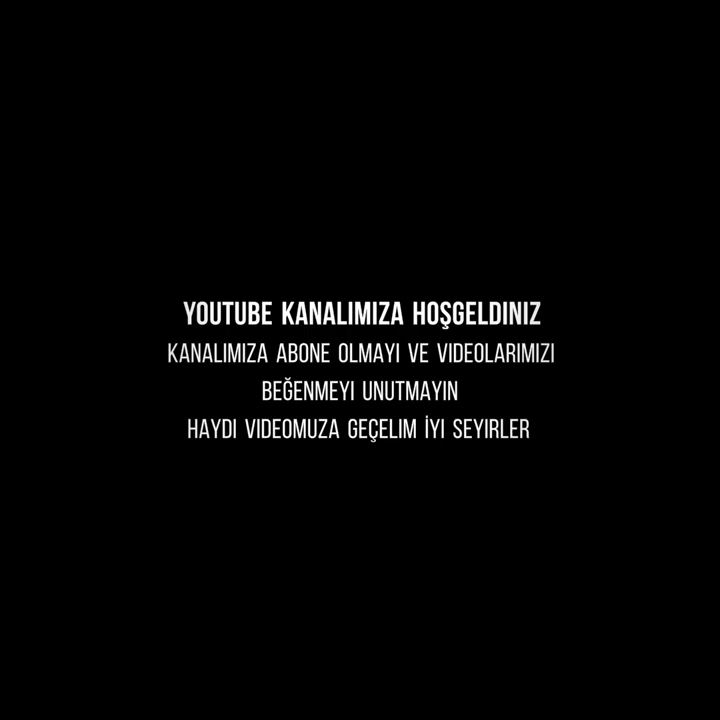 YOUTUBE KANALIMIZA HOŞGELDINIZ
KANALIMIZA ABONE OLMAYI VE VIDEOLARIMIZI
BEĞENMEYI UNUTMAYIN
HAYDI VIDEOMUZA GEÇELIM İYI SEYIRLER